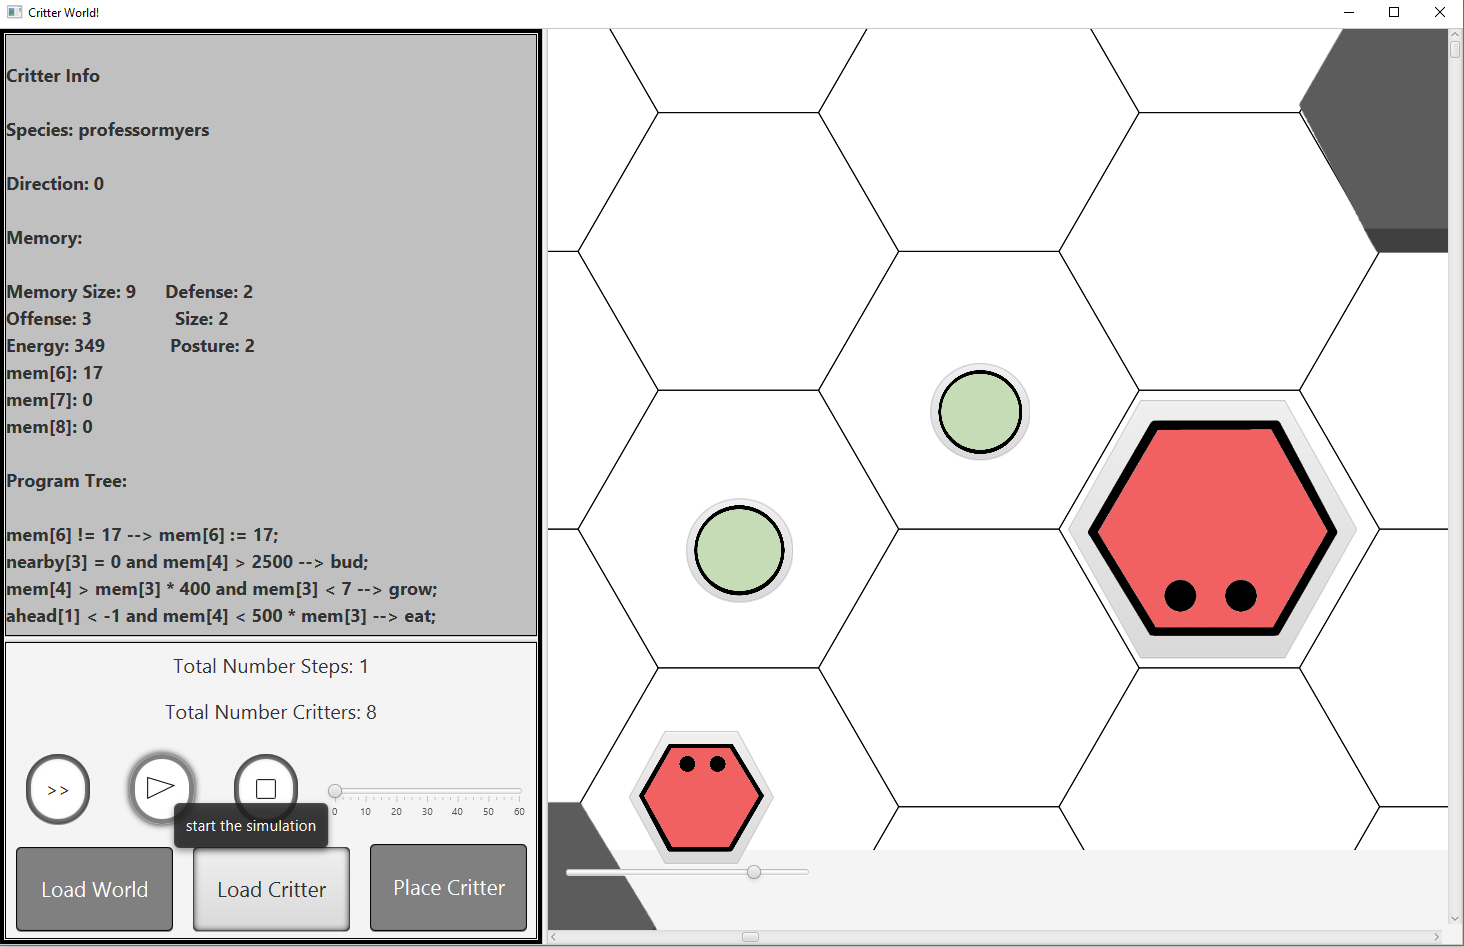 Critter World!
Critter Info
Species: professormyers
Direction: 0
Memory:
Memory Size: 9 Defense: 2
Offense: 3 Size: 2
Energy: 349 Posture: 2
mem[6]: 17
mem[7]: 0
mem[8]: 0
Program Tree:
mem[6] != 17 --> mem[6] := 17;
nearby[3] = 0 and mem[4] > 2500 --> bud;
mem[4] > mem[3] * 400 and mem[3] < 7 --> grow;
ahead[1] < -1 and mem[4] < 500 * mem[3] --> eat;
Total Number Steps: 1
Total Number Critters: 8
>>
0 10 20 30 40 50 60
start the simulation
Load World Load Critter Place Critter